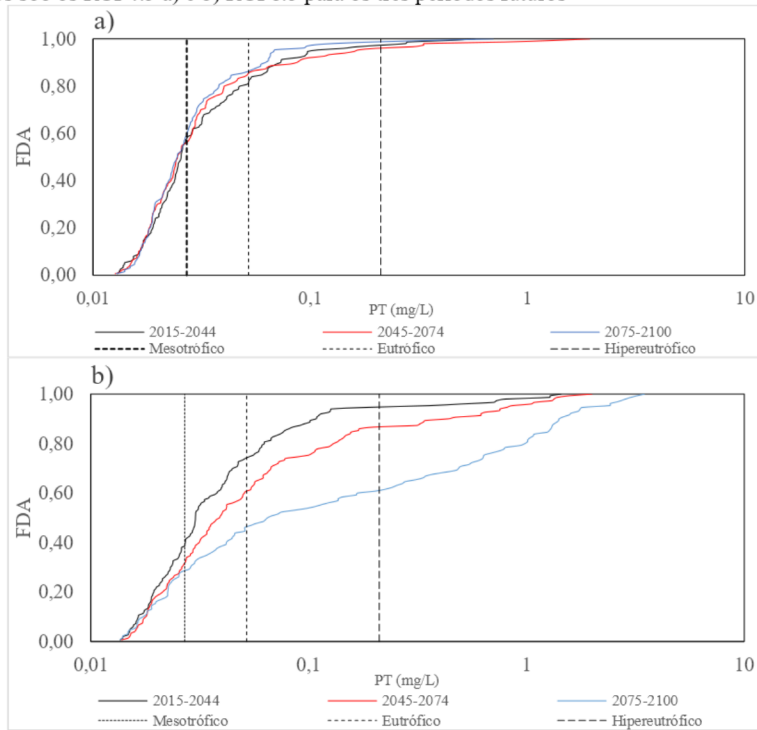 a)
1,00
0,80
0,60
0,40
0,20
0,00
FDA
0,01 0,1 1 10
PT (mg/L)
2015-2044 2045-2074 2075-2100
Mesotrófico Eutrófico Hipereutrófico
b)
1,00
0,80
0,60
0,40
0,20
0,00
FDA
0,01 0,1 1 10
PT (mg/L)
2015-2044 2045-2074 2075-2100
Mesotrófico Eutrófico Hipereutrófico